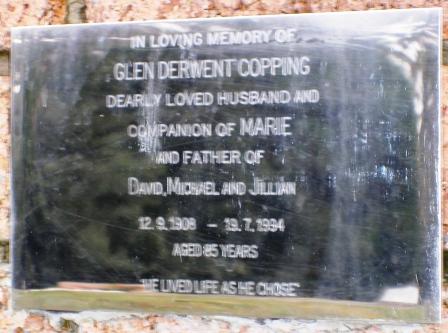 IN LOVING MEMORY OF
GLEN DERWENT COPPING
DEARLY LOVED HUSBAND AND
COMPANION OF MARIE
AND FATHER OF
DAVID, MICHAEL AND JILLIAN
12.9.1908 – 19.7.1994
AGED 85 YEARS
"HE LIVED LIFE AS HE CHOSE"